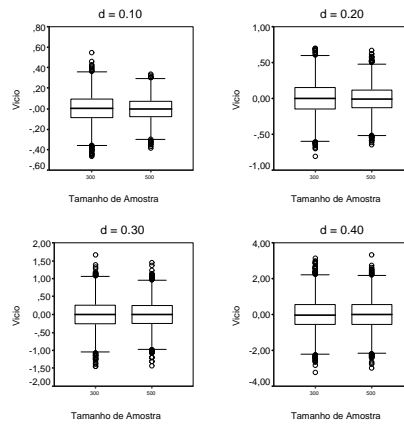 d = 0.10
Vicio
,80
,60
,40
,20
-,00
-,20
-,40
-,60
300
500
Tamanho de Amostra
d = 0.20
Vicio
1,00
,50
0,00
-,50
-1,00
300
500
Tamanho de Amostra
d = 0.30
Vicio
2,00
1,50
1,00
,50
0,00
-,50
-1,00
-1,50
-2,00
300
500
Tamanho de Amostra
d = 0.40
Vicio
4,00
2,00
0,00
-2,00
-4,00
300
500
Tamanho de Amostra